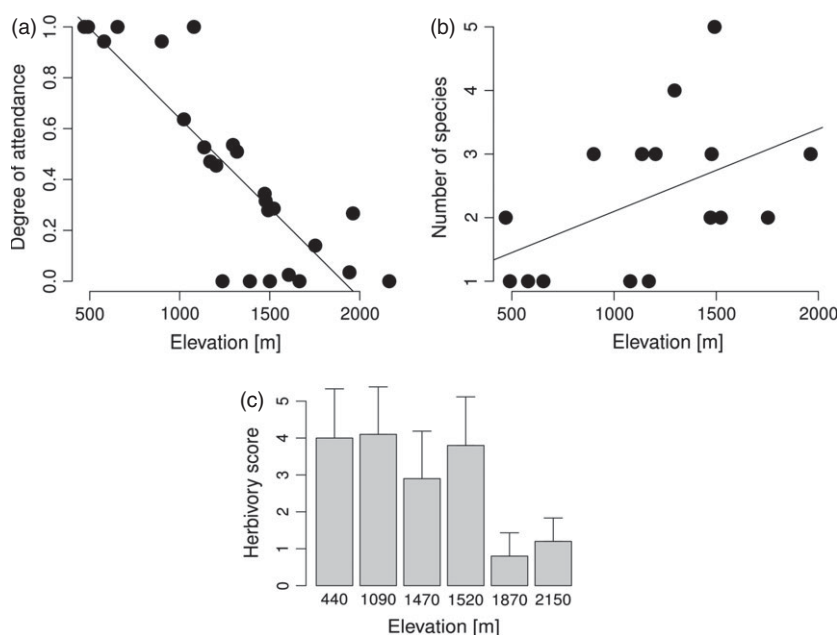 (a)
Degree of attendance
1.0
0.8
0.6
0.4
0.2
0.0
500 1000 1500 2000
Elevation [m]
(b)
Number of species
5
4
3
2
1
500 1000 1500 2000
Elevation [m]
(c)
Herbivory score
5
4
3
2
1
0
440 1090 1470 1520 1870 2150
Elevation [m]